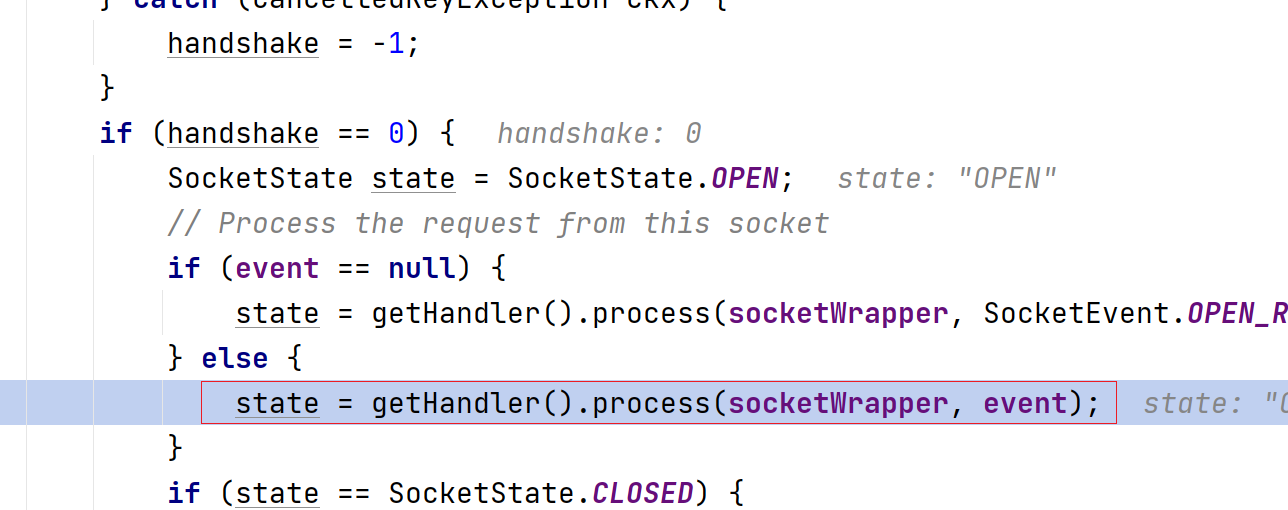 } catch (CancelledKeyException ckx) {
handshake = -1;
}
if (handshake == 0) { handshake: 0
SocketState state = SocketState.OPEN; state: "OPEN"
// Process the request from this socket
if (event == null) {
state = getHandler().process(socketWrapper, SocketEvent.OPEN_R
} else {
state = getHandler().process(socketWrapper, event); state: "O
}
if (state == SocketState.CLOSED) {